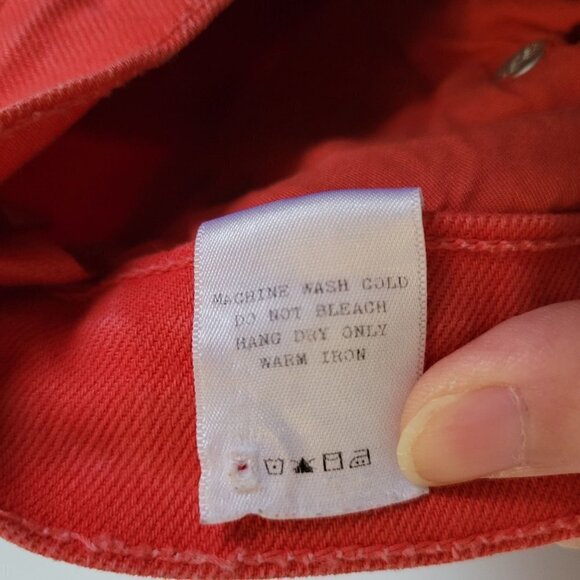 MACHINE WASH COLD
DO NOT BLEACH
HANG DRY ONLY
WARM IRON